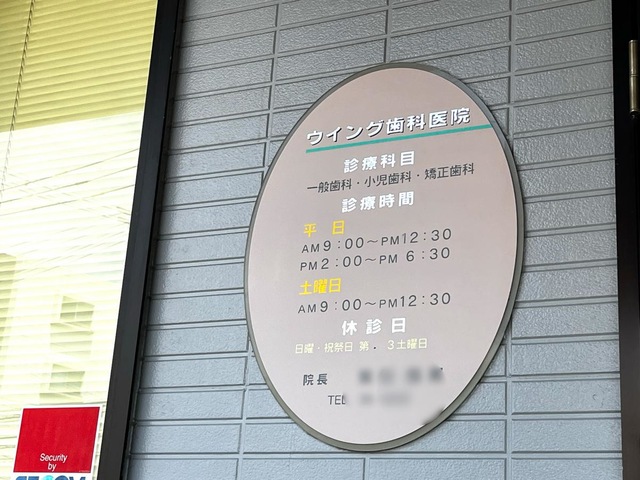 ウイング歯科医院
診療科目
一般歯科・小児歯科・矯正歯科
診療時間
平 日
AM9:00〜PM12:30
PM2:00〜PM 6:30
土曜日
AM9:00〜PM12:30
休診日
日曜・祝祭日 第 . 3土曜日
院長
TEL
Security
by